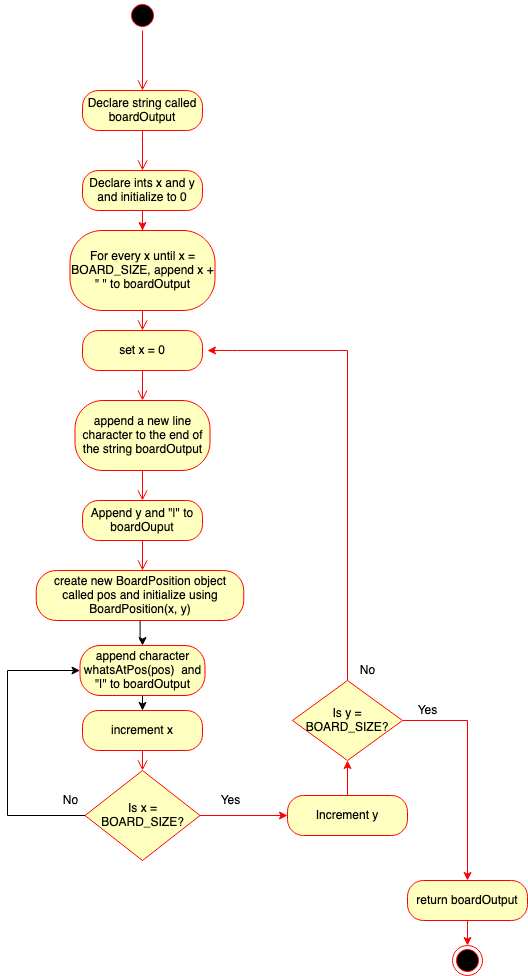 Declare string called
boardOutput
Declare ints x and y
and initialize to 0
For every x until x =
BOARD_SIZE, append x +
" " to boardOutput
set x = 0
append a new line
character to the end of
the string boardOutput
Append y and "l" to
boardOuput
create new BoardPosition object
called pos and initialize using
BoardPosition(x, y)
append character
whatsAtPos(pos) and
"l" to boardOutput
increment x
Is x =
BOARD_SIZE?
No
Yes
Increment y
Is y =
BOARD_SIZE?
No
Yes
return boardOutput